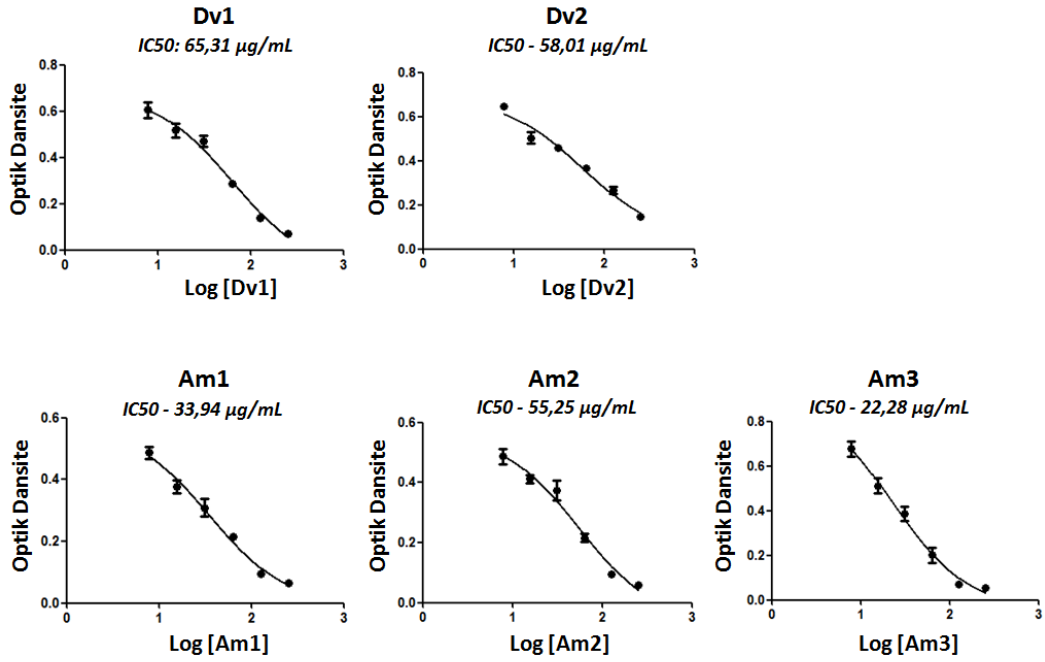 Dv1
IC50: 65,31 µg/mL
0.8
0.6
0.4
0.2
0.0
0
1
2
3
Optik Dansite
Log [Dv1]
Dv2
IC50 - 58,01 µg/mL
0.8
0.6
0.4
0.2
0.0
0
1
2
3
Optik Dansite
Log [Dv2]
Am1
IC50 - 33,94 µg/mL
0.6
0.4
0.2
0.0
0
1
2
3
Optik Dansite
Log [Am1]
Am2
IC50 - 55,25 µg/mL
0.6
0.4
0.2
0.0
0
1
2
3
Optik Dansite
Log [Am2]
Am3
IC50 - 22,28 µg/mL
0.8
0.6
0.4
0.2
0.0
0
1
2
3
Optik Dansite
Log [Am3]